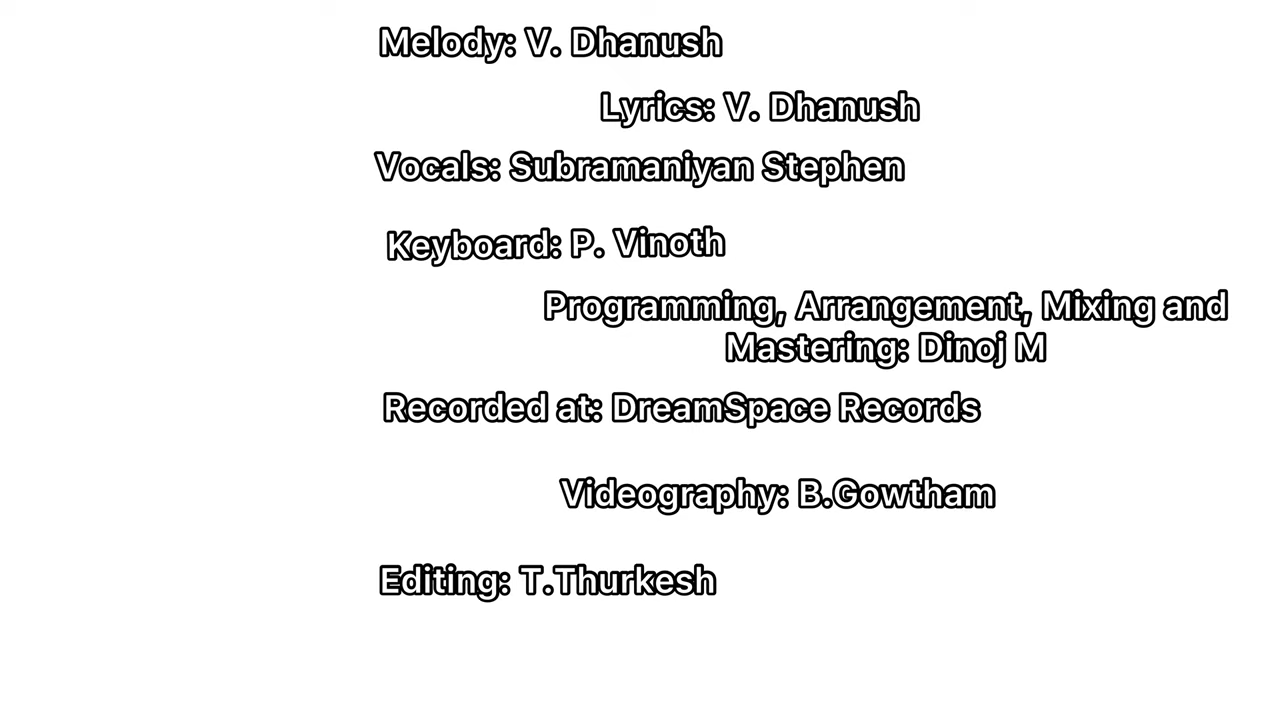 Melody: V. Dhanush
Lyrics: V. Dhanush
Vocals: Subramaniyan Stephen
Keyboard: P. Vinoth
Programming, Arrangement, Mixing and
Mastering: Dinoj M
Recorded at: DreamSpace Records
Videography: B.Gowtham
Editing: T.Thurkesh